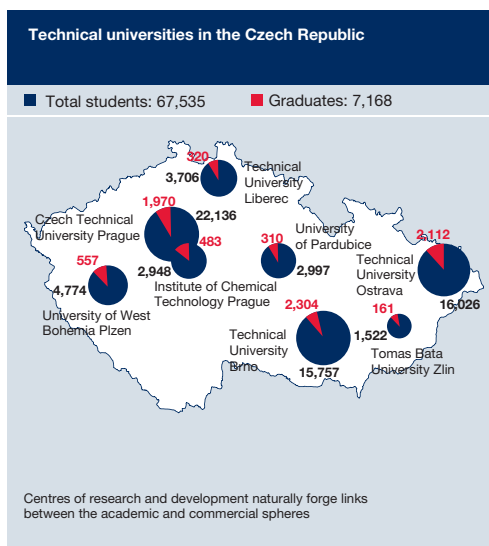 Technical universities in the Czech Republic
Total students: 67,535
Graduates: 7,168
320
3,706
Technical
University
Liberec
1,970
22,136
Czech Technical
University Prague
483
2,948
Institute of Chemical
Technology Prague
310
University
of Pardubice
2,997
2,112
Technical
University
Ostrava
16,026
557
4,774
University of West
Bohemia Plzen
2,304
Technical
University
Brno
15,757
161
1,522
Tomas Bata
University Zlin
Centres of research and development naturally forge links
between the academic and commercial spheres